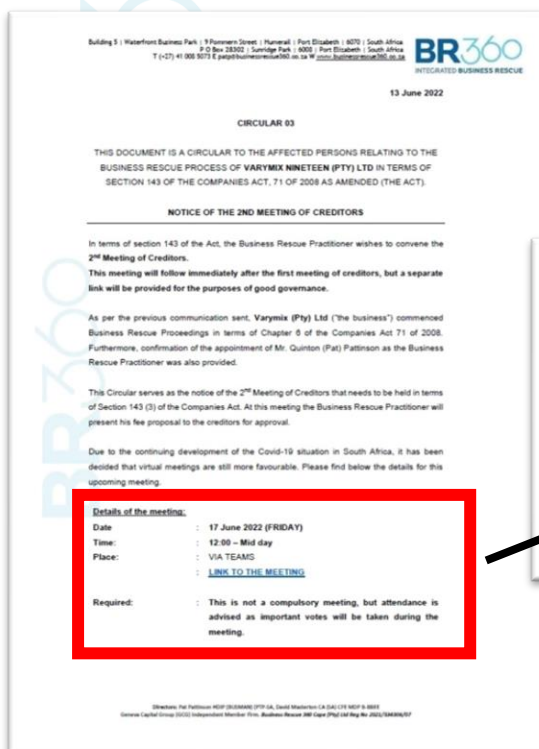 Building 5 | Waterfront Business Park | 9 Pommern Street | Humerail | Port Elizabeth | 6070 | South Africa
P O Box 28302 | Sunridge Park | 6008 | Port Elizabeth | South Africa
T (+27) 41 008 5073 E patp@businessrescue360.co.za W www.businessrescue360.co.za
BR360
INTEGRATED BUSINESS RESCUE
13 June 2022
CIRCULAR 03
THIS DOCUMENT IS A CIRCULAR TO THE AFFECTED PERSONS RELATING TO THE
BUSINESS RESCUE PROCESS OF VARYMIX NINETEEN (PTY) LTD IN TERMS OF
SECTION 143 OF THE COMPANIES ACT, 71 OF 2008 AS AMENDED (THE ACT).
NOTICE OF THE 2ND MEETING OF CREDITORS
In terms of section 143 of the Act, the Business Rescue Practitioner wishes to convene the
2nd Meeting of Creditors.
This meeting will follow immediately after the first meeting of creditors, but a separate
link will be provided for the purposes of good governance.
As per the previous communication sent, Varymix (Pty) Ltd ("the business") commenced
Business Rescue Proceedings in terms of Chapter 6 of the Companies Act 71 of 2008.
Furthermore, confirmation of the appointment of Mr. Quinton (Pat) Pattinson as the Business
Rescue Practitioner was also provided.
This Circular serves as the notice of the 2nd Meeting of Creditors that needs to be held in terms
of Section 143 (3) of the Companies Act. At this meeting the Business Rescue Practitioner will
present his fee proposal to the creditors for approval.
Due to the continuing development of the Covid-19 situation in South Africa, it has been
decided that virtual meetings are still more favourable. Please find below the details for this
upcoming meeting.
Details of the meeting:
Date : 17 June 2022 (FRIDAY)
Time: : 12:00 – Mid day
Place: : VIA TEAMS
: LINK TO THE MEETING
Required: : This is not a compulsory meeting, but attendance is
advised as important votes will be taken during the
meeting.
BR360